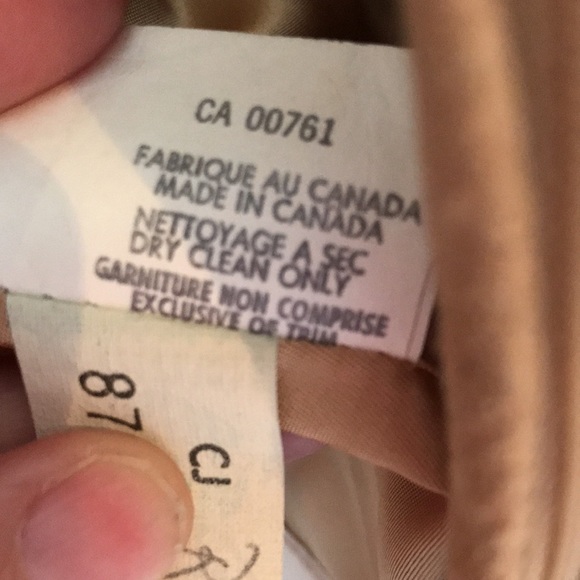 CA 00761
FABRIQUE AU CANADA
MADE IN CANADA
NETTOYAGE A SEC
DRY CLEAN ONLY
GARNITURE NON COMPRISE
EXCLUSIVE OF TRIM
87
CJ